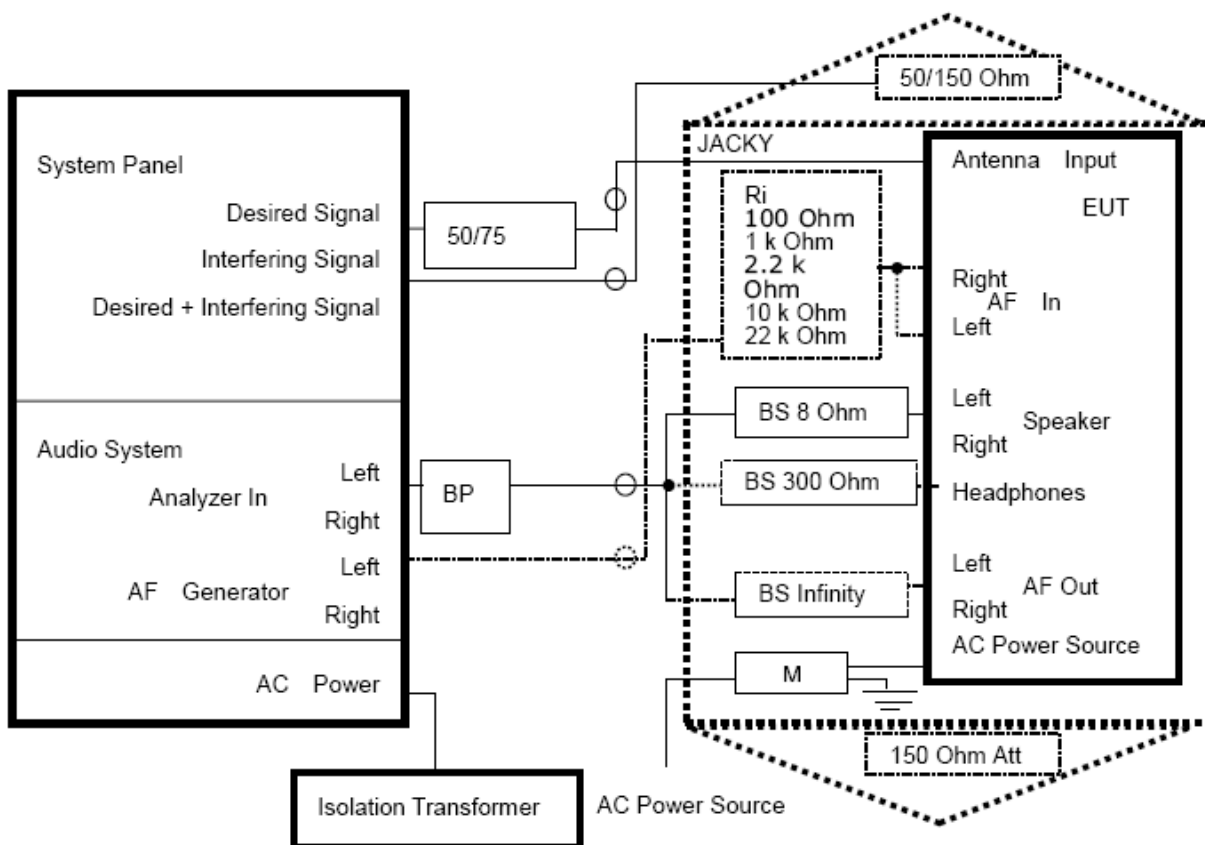 50/150 Ohm
System Panel
Desired Signal
Interfering Signal
Desired + Interfering Signal
50/75
JACKY
Antenna Input
EUT
Ri
100 Ohm
1 k Ohm
2.2 k
Ohm
10 k Ohm
22 k Ohm
Right
AF In
Left
Audio System
Left
Analyzer In
Right
Left
AF Generator
Right
BP
BS 8 Ohm
BS 300 Ohm
BS Infinity
M
Left
Speaker
Right
Headphones
Left
AF Out
Right
AC Power Source
AC Power
150 Ohm Att
Isolation Transformer
AC Power Source